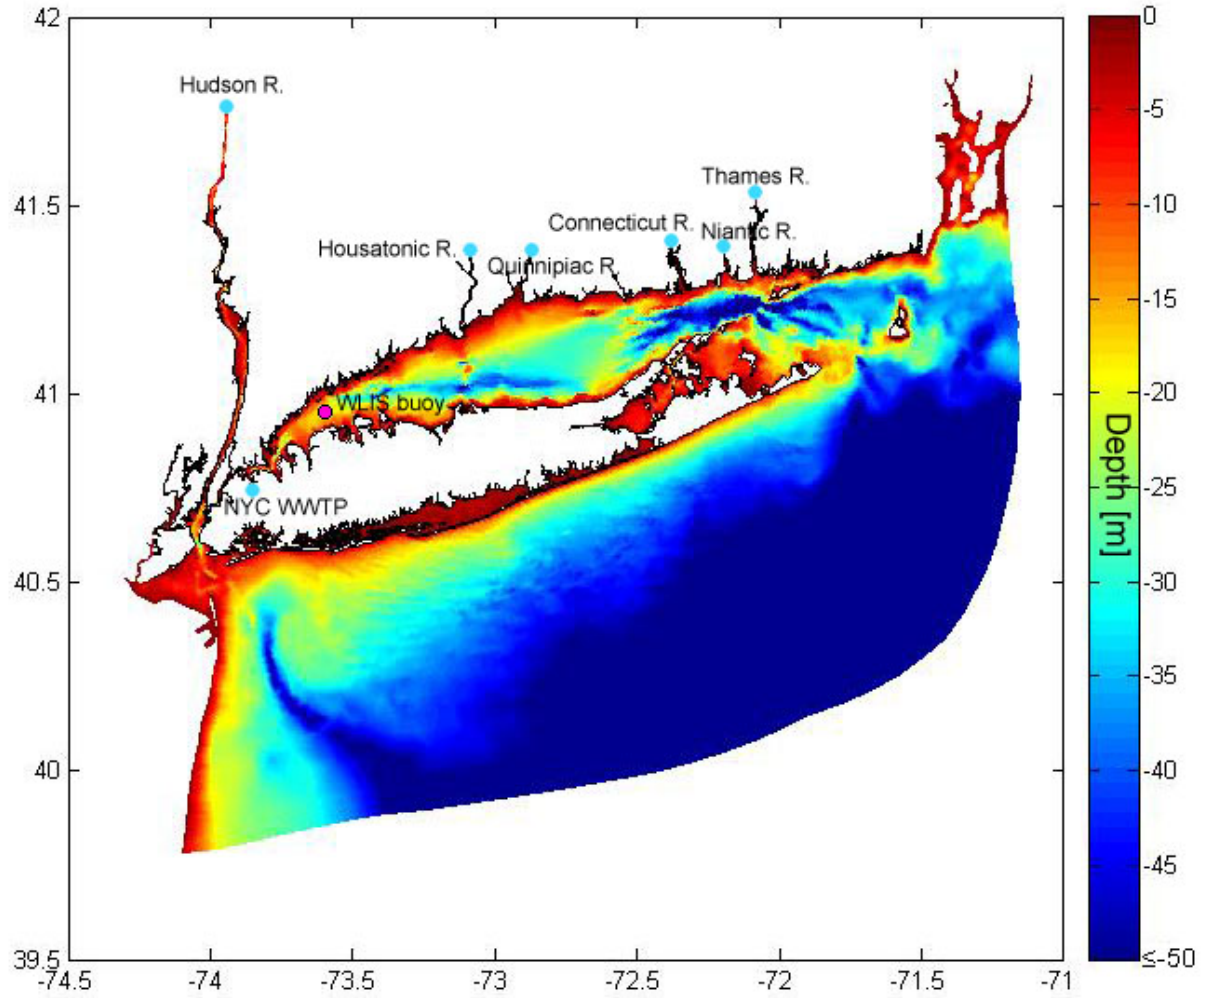 42
41.5
41
40.5
40
39.5
-74.5
-74
-73.5
-73
-72.5
-72
-71.5
-71
Hudson R.
Thames R.
Connecticut R.
Niantic R.
Housatonic R.
Quinnipiac R.
WLIS buoy
NYC WWTP
0
-5
-10
-15
-20
-25
-30
-35
-40
-45
≤-50
Depth [m]